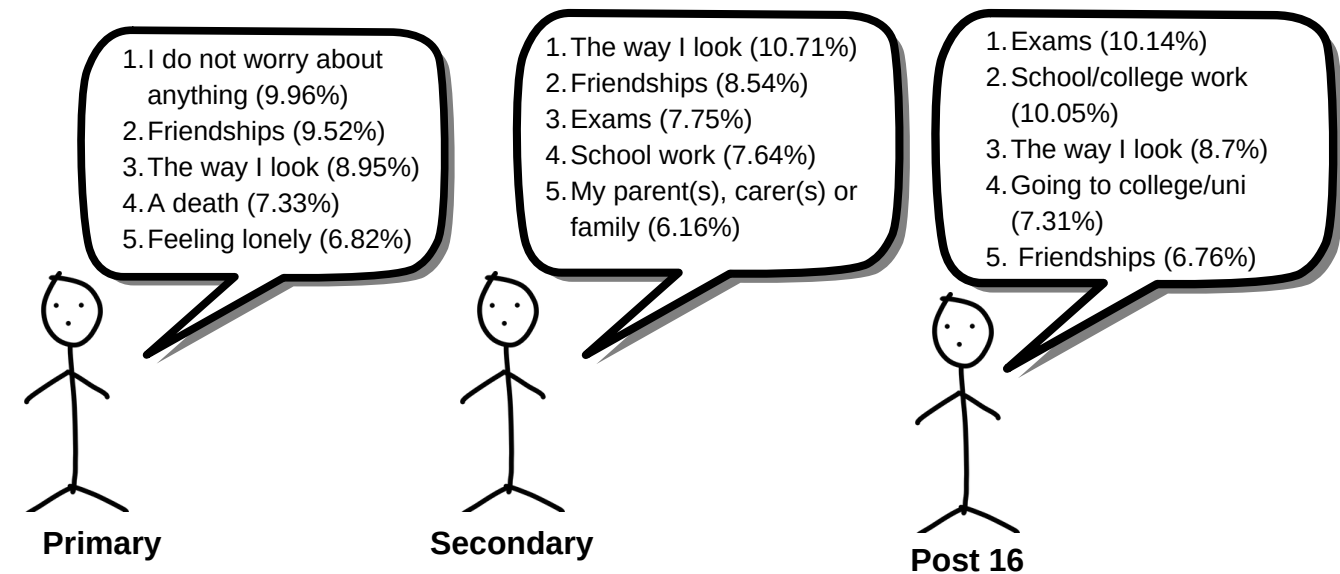 1. I do not worry about
anything (9.96%)
2. Friendships (9.52%)
3. The way I look (8.95%)
4. A death (7.33%)
5. Feeling lonely (6.82%)
Primary
1. The way I look (10.71%)
2. Friendships (8.54%)
3. Exams (7.75%)
4. School work (7.64%)
5. My parent(s), carer(s) or
family (6.16%)
Secondary
1. Exams (10.14%)
2. School/college work
(10.05%)
3. The way I look (8.7%)
4. Going to college/uni
(7.31%)
5. Friendships (6.76%)
Post 16